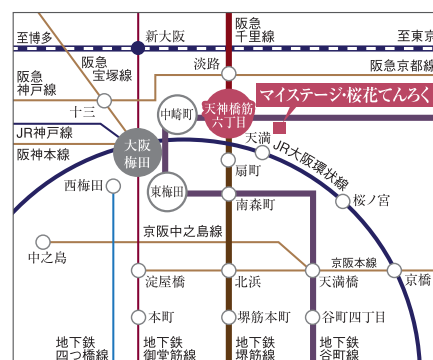 阪急
千里線
新大阪
至博多
至東京
阪急
宝塚線
淡路
阪急京都線
阪急
神戸線
マイステージ・桜花てんろく
十三
中崎町
天神橋筋
六丁目
JR神戸線
天満
大阪
梅田
JR大阪環状線
阪神本線
扇町
西梅田
東梅田
南森町
桜ノ宮
京阪中之島線
中之島
京阪本線
淀屋橋
北浜
天満橋
京橋
本町
堺筋本町
谷町四丁目
地下鉄
四つ橋線
地下鉄
御堂筋線
地下鉄
堺筋線
地下鉄
谷町線